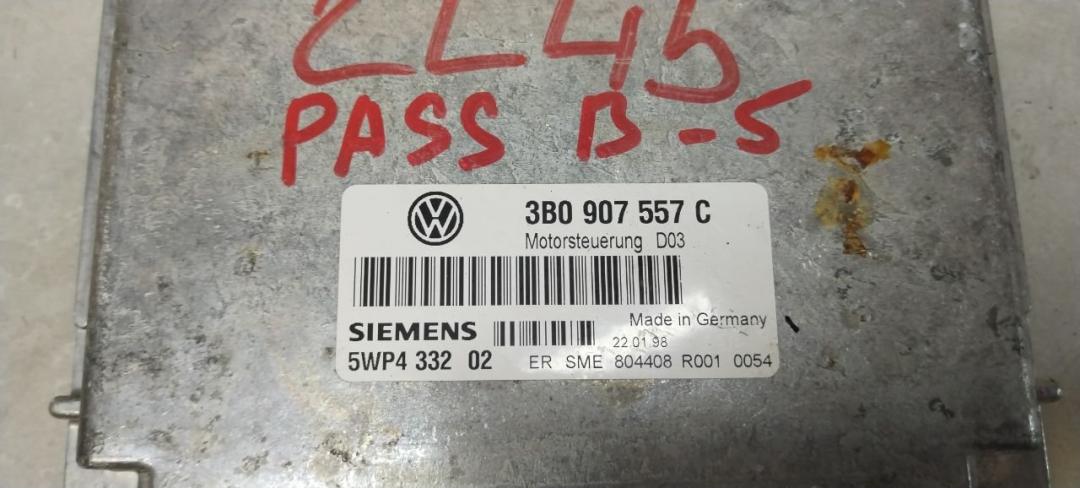 PASS B-5
VW
3B0 907 557 C
Motorsteuerung D03
SIEMENS
Made in Germany
22.01.98
5WP4 332 02
ER SME 804408 R001 0054